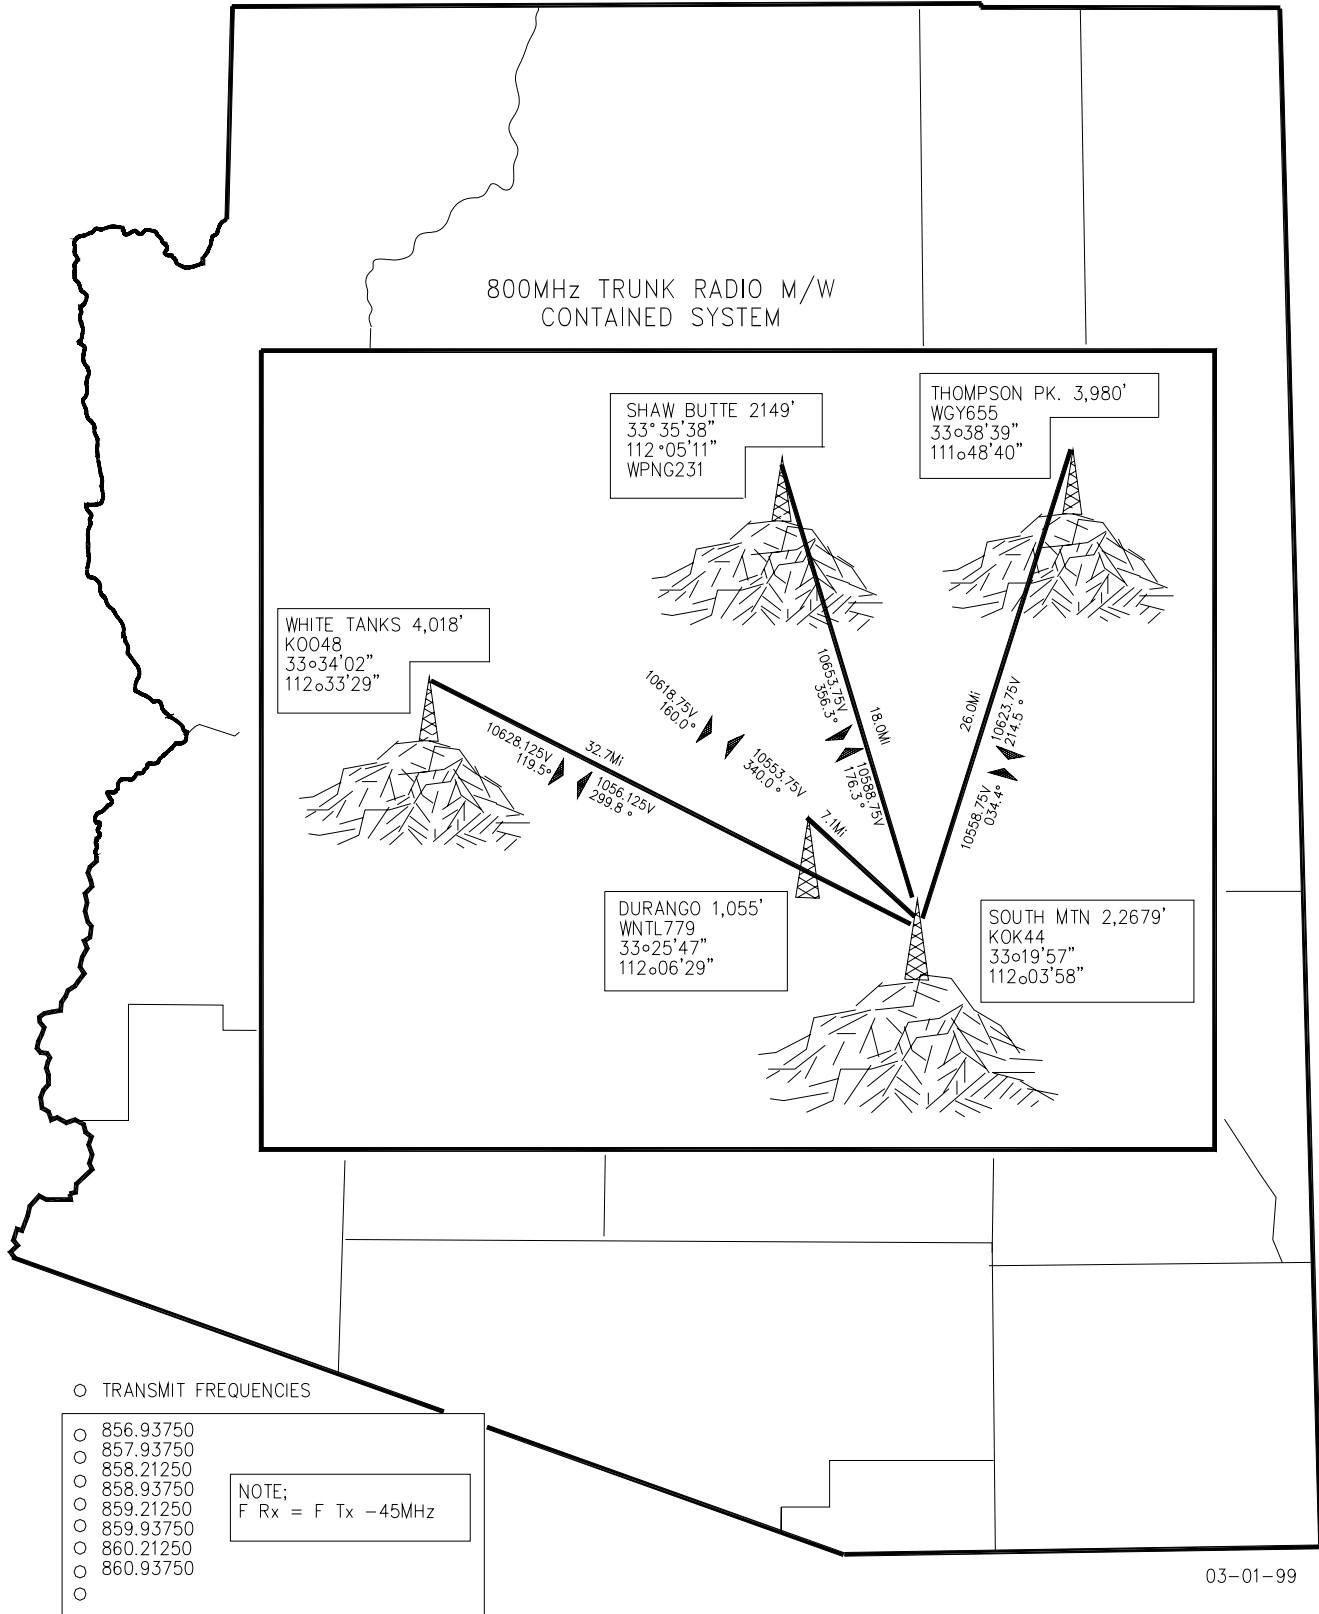 800MHz TRUNK RADIO M/W
CONTAINED SYSTEM
SHAW BUTTE 2149'
33°35'38"
112°05'11"
WPNG231
THOMPSON PK. 3,980'
WGY655
33o38'39"
111o48'40"
WHITE TANKS 4,018'
KOO48
33o34'02"
112o33'29"
10628.125V
119.5°
32.7Mi
1056.125V
299.8°
10618.75V
160.0°
10553.75V
340.0°
7.1Mi
10653.75V
356.3°
18.0Mi
10588.75V
176.3°
26.0Mi
10623.75V
214.5°
10558.75V
034.4°
DURANGO 1,055'
WNTL779
33o25'47"
112o06'29"
SOUTH MTN 2,2679'
KOK44
33o19'57"
112o03'58"
TRANSMIT FREQUENCIES
856.93750
857.93750
858.21250
858.93750
859.21250
859.93750
860.21250
860.93750
NOTE;
F Rx = F Tx -45MHz
03-01-99